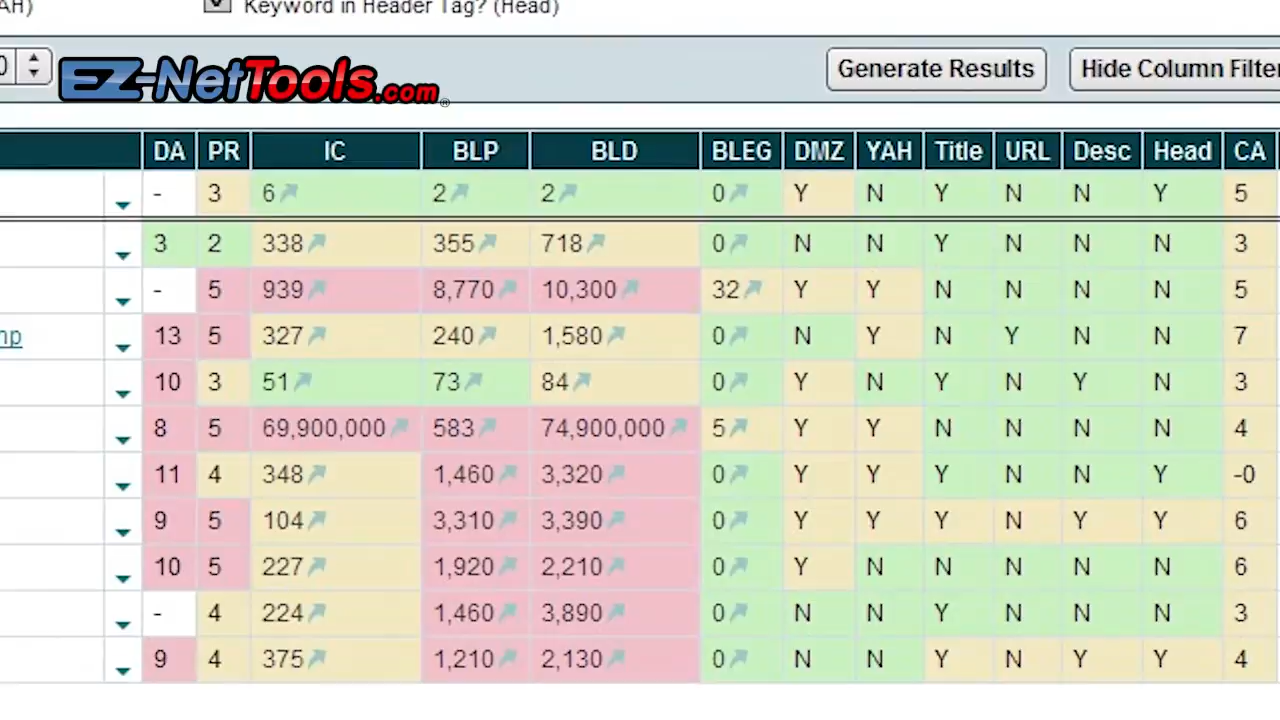 AH)
Keyword in Header Tag? (Head)
0
EZ-NetTools.com®
Generate Results
Hide Column Filter
DA PR IC BLP BLD BLEG DMZ YAH Title URL Desc Head CA
- 3 6 2 2 0 Y N Y N N Y 5
3 2 338 355 718 0 N N Y N N N 3
- 5 939 8,770 10,300 32 Y Y N N N N 5
mp 13 5 327 240 1,580 0 N Y N Y N N 7
10 3 51 73 84 0 Y N Y N Y N 3
8 5 69,900,000 583 74,900,000 5 Y Y N N N N 4
11 4 348 1,460 3,320 0 Y Y Y N N Y -0
9 5 104 3,310 3,390 0 Y Y Y N Y Y 6
10 5 227 1,920 2,210 0 Y N N N N N 6
- 4 224 1,460 3,890 0 N N Y N N N 3
9 4 375 1,210 2,130 0 N N Y N Y Y 4